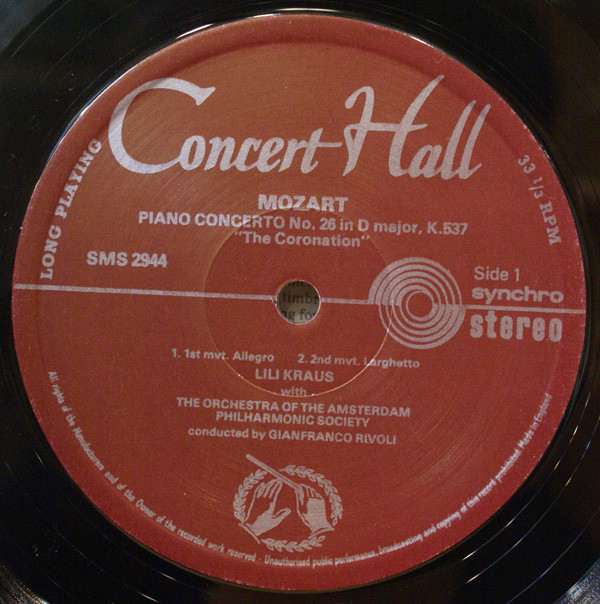 Concert Hall
LONG PLAYING
33 1/3 RPM
MOZART
PIANO CONCERTO No. 26 in D major, K.537
"The Coronation"
SMS 2944
Side 1
synchro
stereo
timbr
1. 1st mvt. Allegro 2. 2nd mvt. Larghetto
LILI KRAUS
with
THE ORCHESTRA OF THE AMSTERDAM
PHILHARMONIC SOCIETY
conducted by GIANFRANCO RIVOLI
All rights of the Manufacturers and of the Owner of the recorded work reserved - Unauthorised public performance, broadcasting and copying of this record prohibited. Made in England